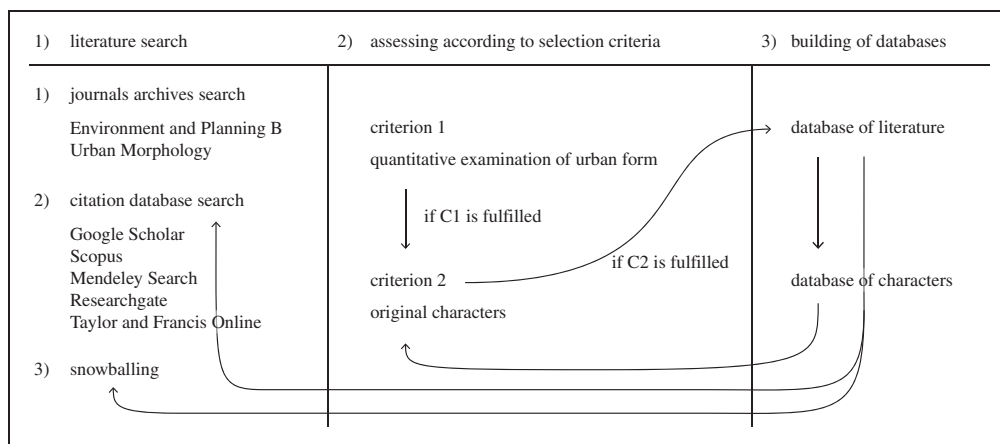 1) literature search
2) assessing according to selection criteria
3) building of databases
1) journals archives search
Environment and Planning B
Urban Morphology
2) citation database search
Google Scholar
Scopus
Mendeley Search
Researchgate
Taylor and Francis Online
3) snowballing
criterion 1
quantitative examination of urban form
if C1 is fulfilled
criterion 2
original characters
if C2 is fulfilled
database of literature
database of characters